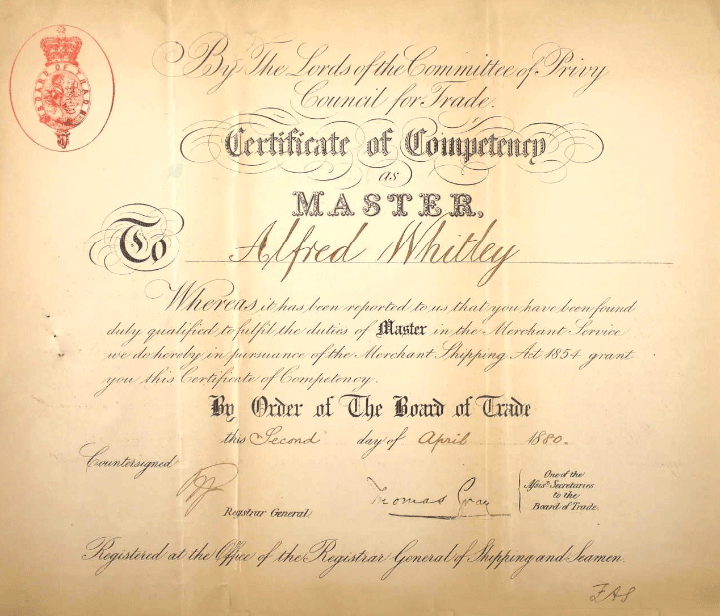 BOARD OF TRADE
By The Lords of the Committee of Privy
Council for Trade.
Certificate of Competency
as
MASTER.
To Alfred Whitley
Whereas it has been reported to us that you have been found
duly qualified to fulfil the duties of Master in the Merchant Service
we do hereby in pursuance of the Merchant Shipping Act 1854 grant
you this Certificate of Competency.
By Order of The Board of Trade
this Second day of April 1880.
Countersigned
Registrar General
Thomas Gray
One of the
Assist. Secretaries
to the
Board of Trade.
Registered at the Office of the Registrar General of Shipping and Seamen.